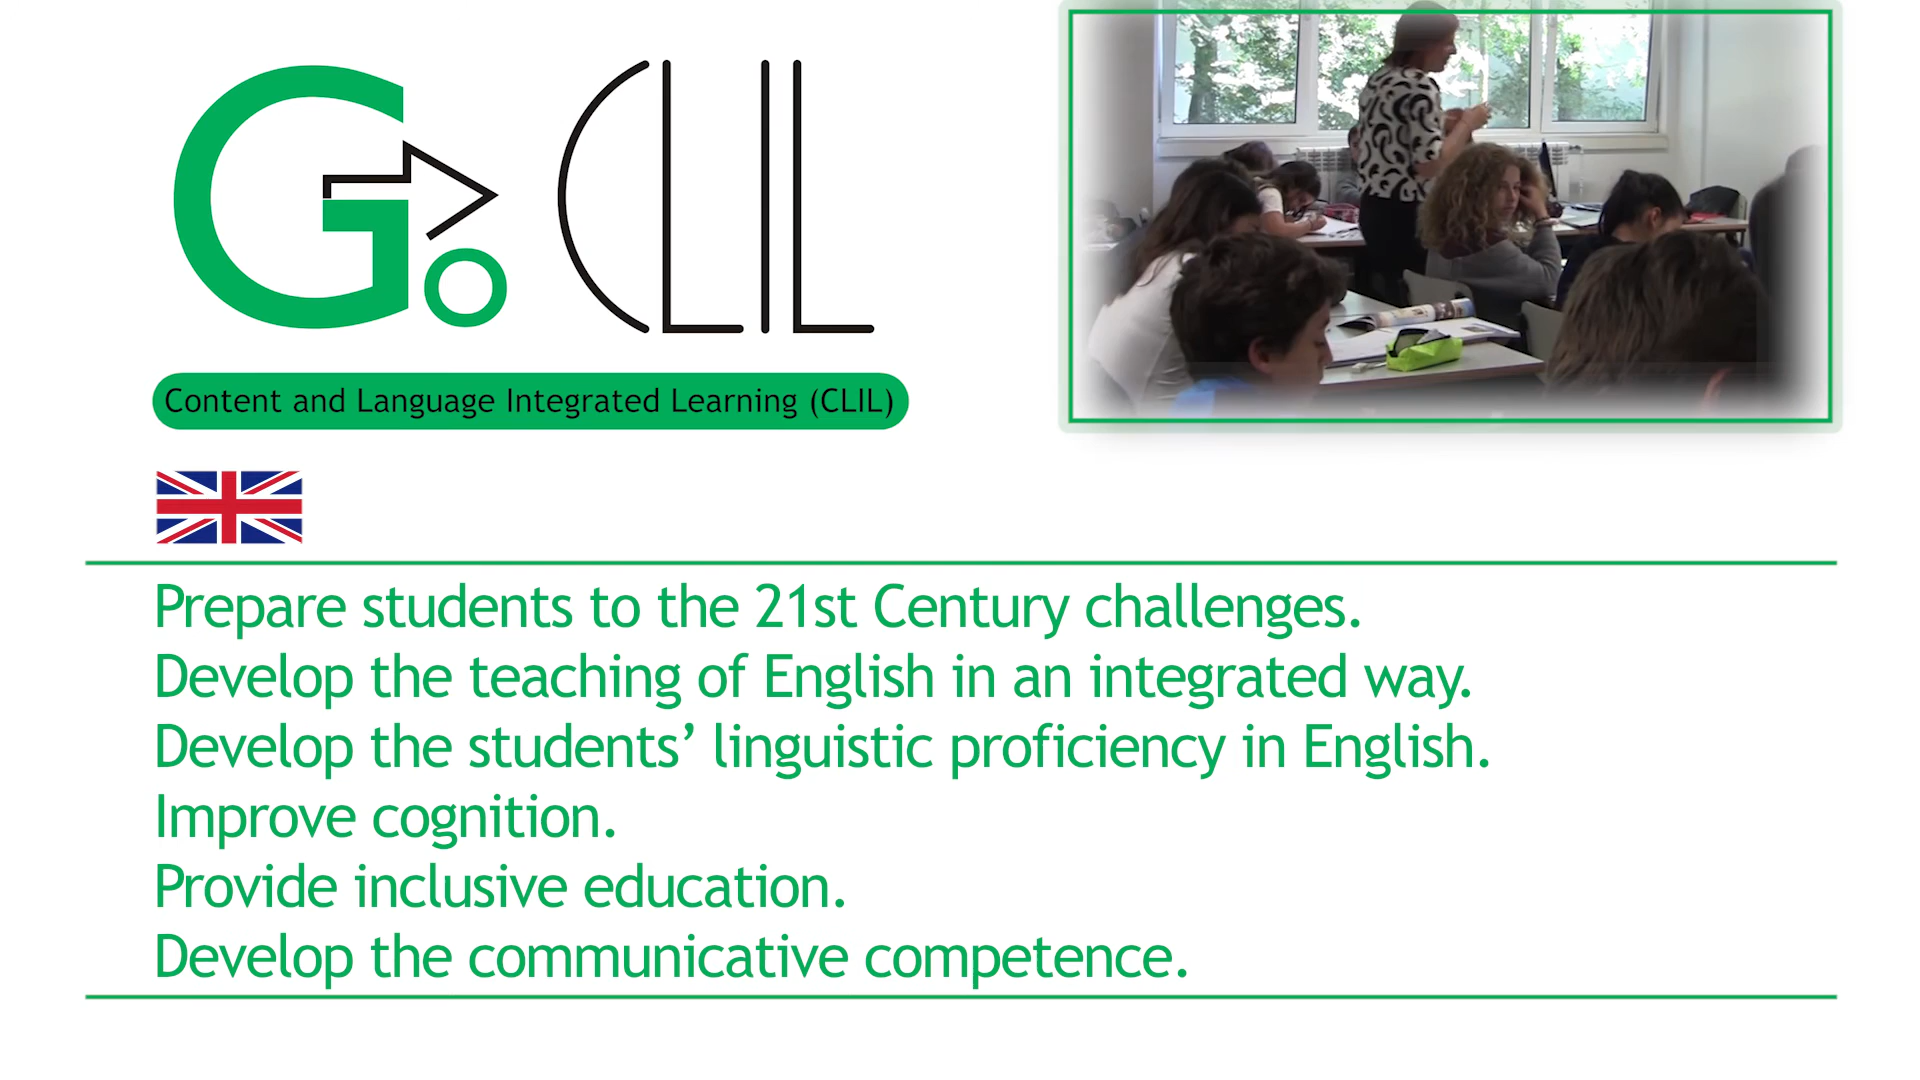 Go CLIL
Content and Language Integrated Learning (CLIL)
Prepare students to the 21st Century challenges.
Develop the teaching of English in an integrated way.
Develop the students’ linguistic proficiency in English.
Improve cognition.
Provide inclusive education.
Develop the communicative competence.